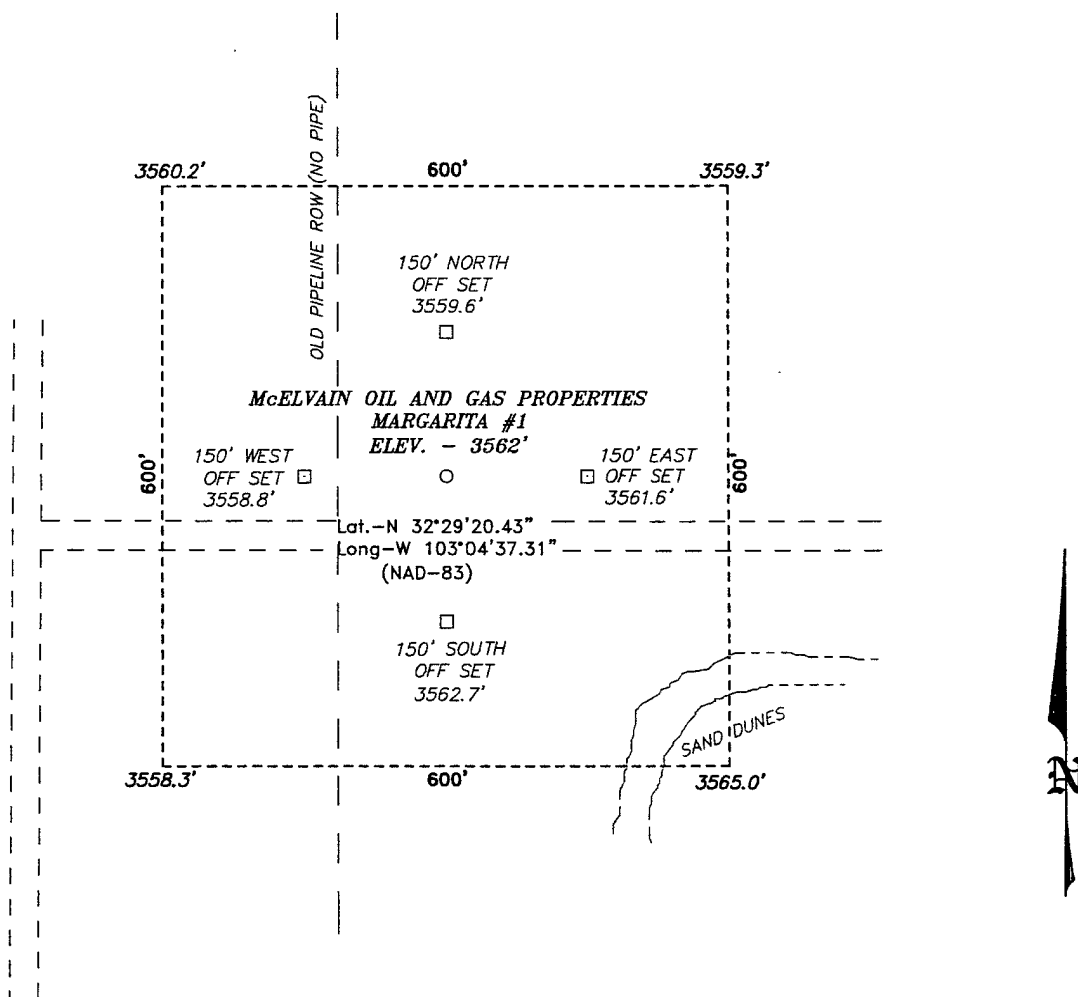 OLD PIPELINE ROW (NO PIPE)
3560.2'
600'
3559.3'
150' NORTH
OFF SET
3559.6'
McELVAIN OIL AND GAS PROPERTIES
MARGARITA #1
ELEV. - 3562'
600'
150' WEST
OFF SET
3558.8'
150' EAST
OFF SET
3561.6'
600'
Lat.-N 32°29'20.43"
Long-W 103°04'37.31"
(NAD-83)
150' SOUTH
OFF SET
3562.7'
SAND DUNES
3558.3'
600'
3565.0'
N